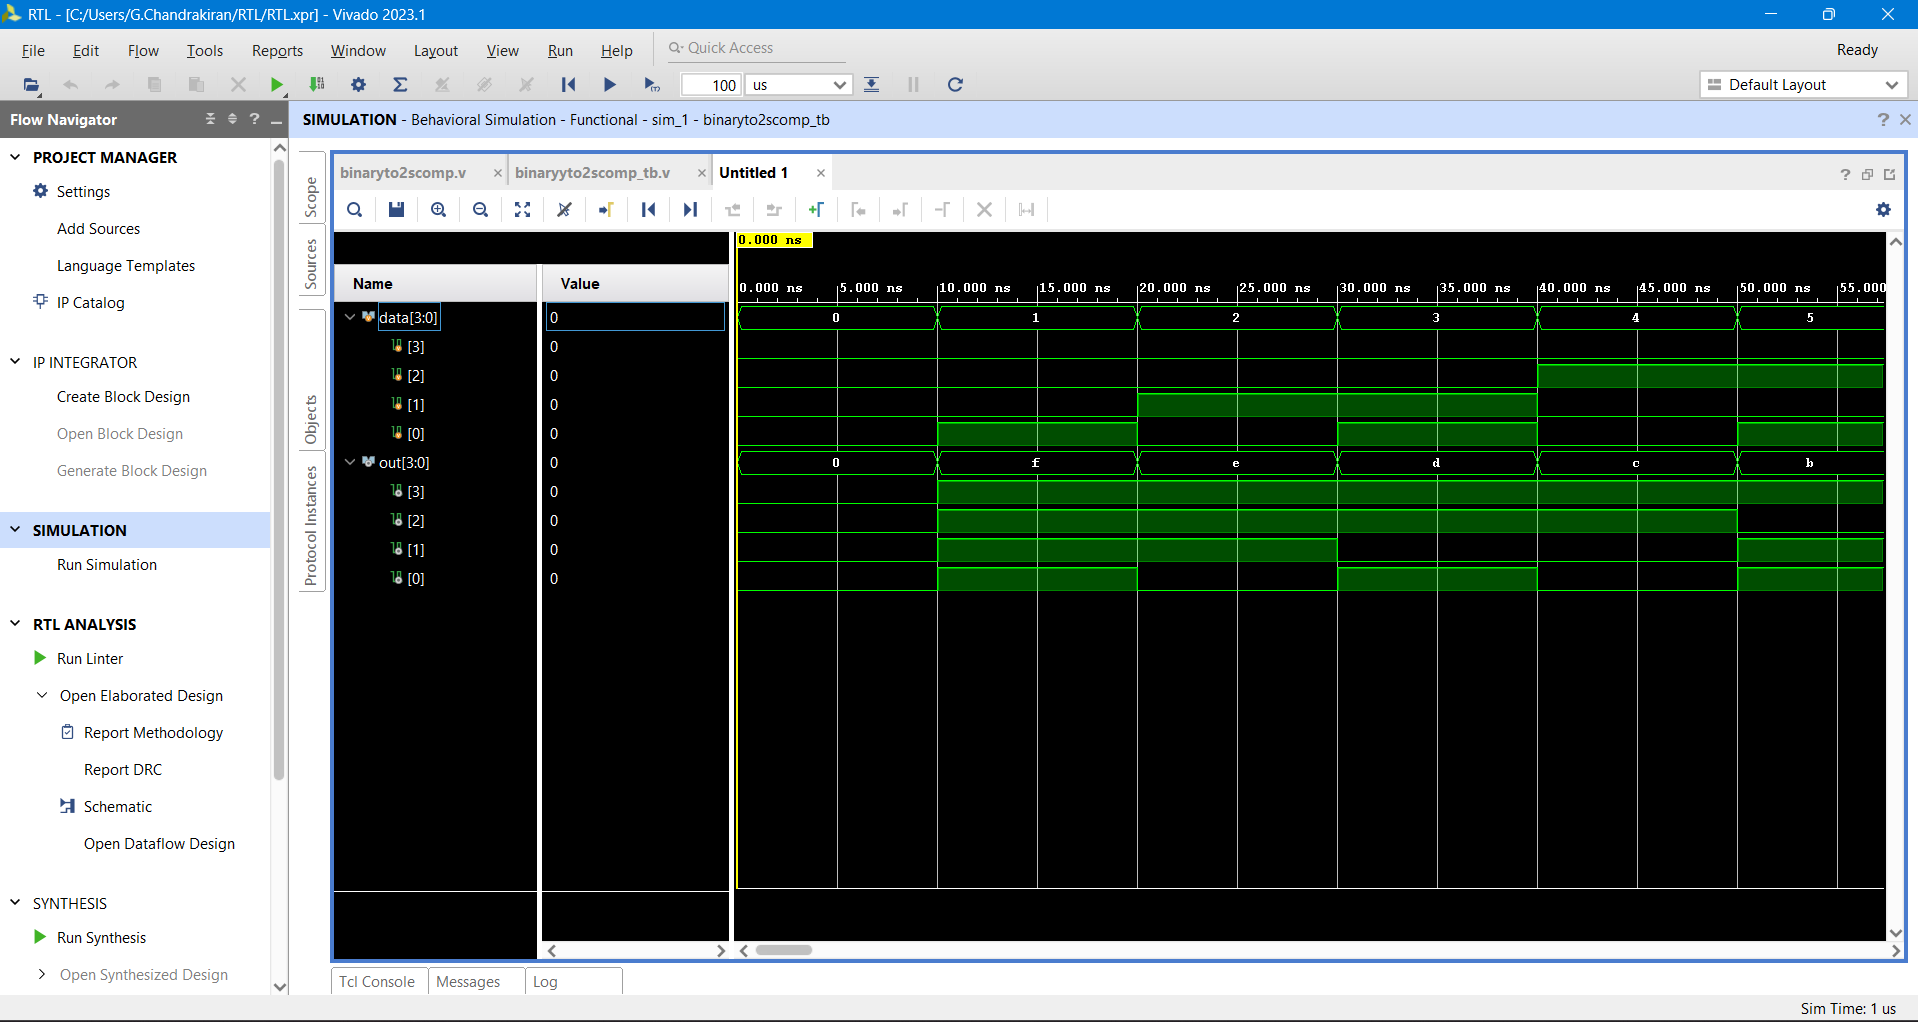 RTL - [C:/Users/G.Chandrakiran/RTL/RTL.xpr] - Vivado 2023.1
File Edit Flow Tools Reports Window Layout View Run Help Quick Access Ready
100 us Default Layout
Flow Navigator
SIMULATION - Behavioral Simulation - Functional - sim_1 - binaryto2scomp_tb
PROJECT MANAGER
Settings
Add Sources
Language Templates
IP Catalog
IP INTEGRATOR
Create Block Design
Open Block Design
Generate Block Design
SIMULATION
Run Simulation
RTL ANALYSIS
Run Linter
Open Elaborated Design
Report Methodology
Report DRC
Schematic
Open Dataflow Design
SYNTHESIS
Run Synthesis
Open Synthesized Design
Scope
Sources
Objects
Protocol Instances
binaryto2scomp.v binaryyto2scomp_tb.v Untitled 1
0.000 ns
Name Value
0.000 ns 5.000 ns 10.000 ns 15.000 ns 20.000 ns 25.000 ns 30.000 ns 35.000 ns 40.000 ns 45.000 ns 50.000 ns 55.000
data[3:0] 0 0 1 2 3 4 5
[3] 0
[2] 0
[1] 0
[0] 0
out[3:0] 0 0 f e d c b
[3] 0
[2] 0
[1] 0
[0] 0
Tcl Console Messages Log
Sim Time: 1 us